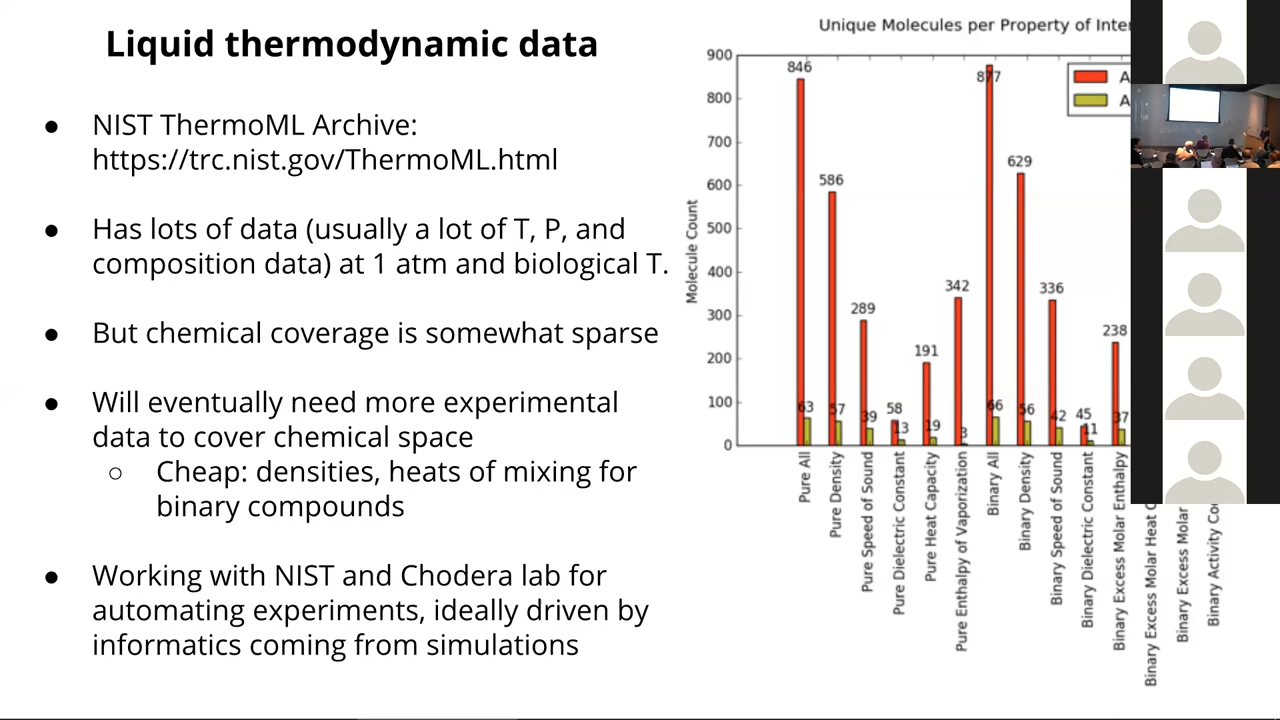 Liquid thermodynamic data
● NIST ThermoML Archive:
https://trc.nist.gov/ThermoML.html
● Has lots of data (usually a lot of T, P, and
composition data) at 1 atm and biological T.
● But chemical coverage is somewhat sparse
● Will eventually need more experimental
data to cover chemical space
○ Cheap: densities, heats of mixing for
binary compounds
● Working with NIST and Chodera lab for
automating experiments, ideally driven by
informatics coming from simulations
Unique Molecules per Property of Inter
Molecule Count
900
800
700
600
500
400
300
200
100
0
846
63
586
57
289
39
58
13
191
19
342
3
877
66
629
56
336
42
45
11
238
37
A
A
Pure All
Pure Density
Pure Speed of Sound
Pure Dielectric Constant
Pure Heat Capacity
Pure Enthalpy of Vaporization
Binary All
Binary Density
Binary Speed of Sound
Binary Dielectric Constant
Binary Excess Molar Enthalpy
Binary Excess Molar Heat C
Binary Excess Molar
Binary Activity Co